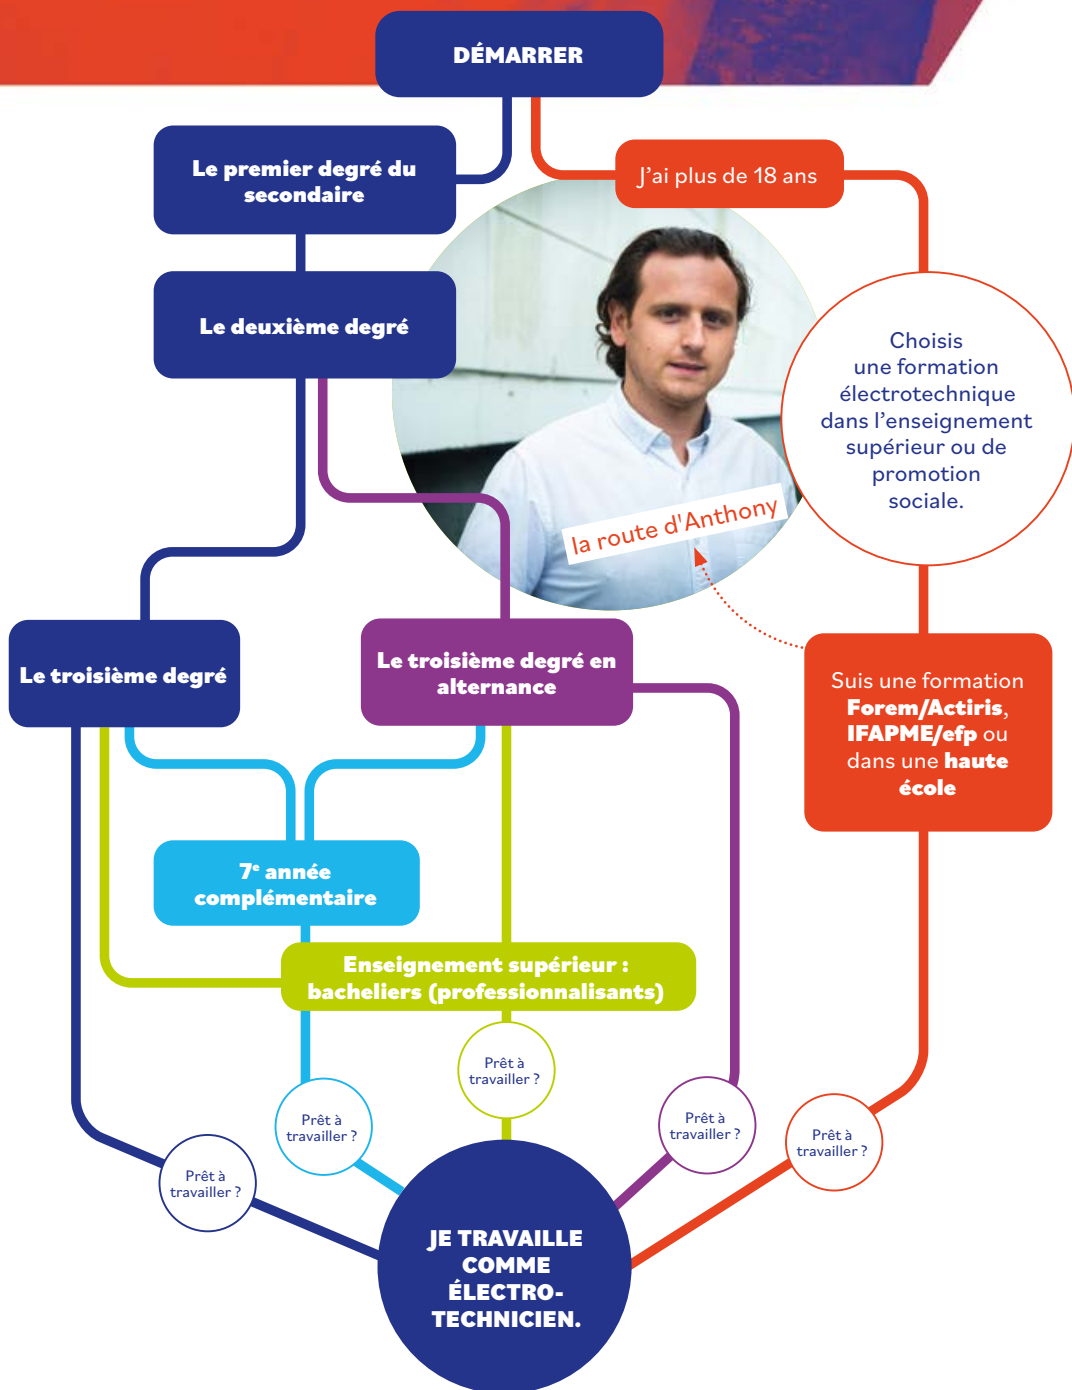 DÉMARRER
Le premier degré du
secondaire
J'ai plus de 18 ans
Le deuxième degré
Choisis
une formation
électrotechnique
dans l'enseignement
supérieur ou de
promotion
sociale.
la route d'Anthony
Le troisième degré
Le troisième degré en
alternance
Suis une formation
Forem/Actiris,
IFAPME/efp ou
dans une haute
école
7e année
complémentaire
Enseignement supérieur :
bacheliers (professionnalisants)
Prêt à
travailler ?
Prêt à
travailler ?
Prêt à
travailler ?
Prêt à
travailler ?
Prêt à
travailler ?
JE TRAVAILLE
COMME
ÉLECTRO-
TECHNICIEN.